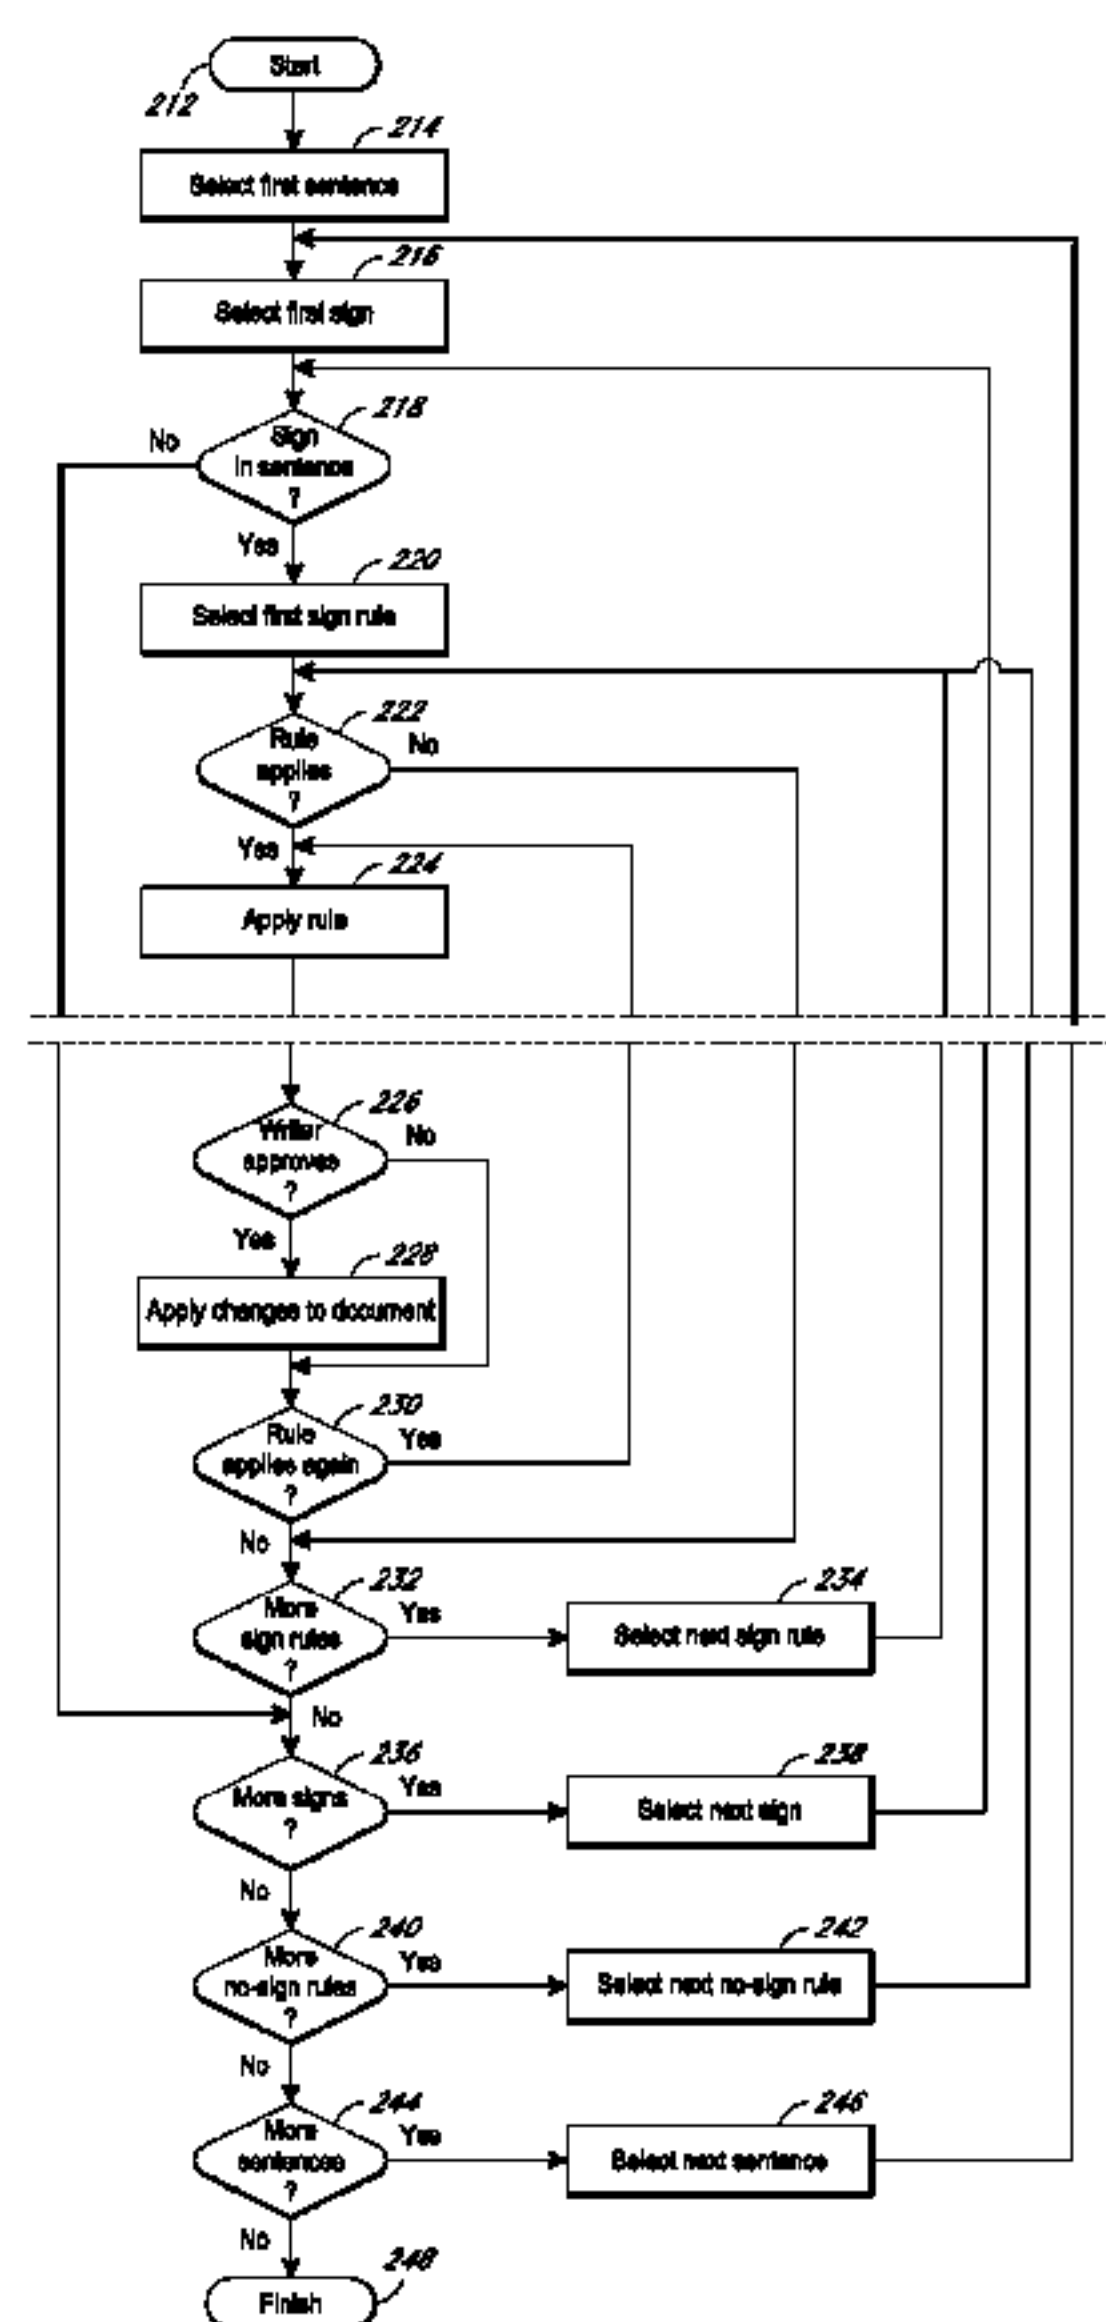 Start
212
214
Select first sentence
216
Select first sign
218
No
Sign
in sentence
?
Yes
220
Select first sign rule
222
Rule
applies
?
No
Yes
224
Apply rule
226
Writer
approves
?
No
Yes
228
Apply changes to document
230
Rule
applies again
?
Yes
No
232
More
sign rules
?
Yes
234
Select next sign rule
No
236
More signs
?
Yes
238
Select next sign
No
240
More
no-sign rules
?
Yes
242
Select next no-sign rule
No
244
More
sentences
?
Yes
246
Select next sentence
No
248
Finish